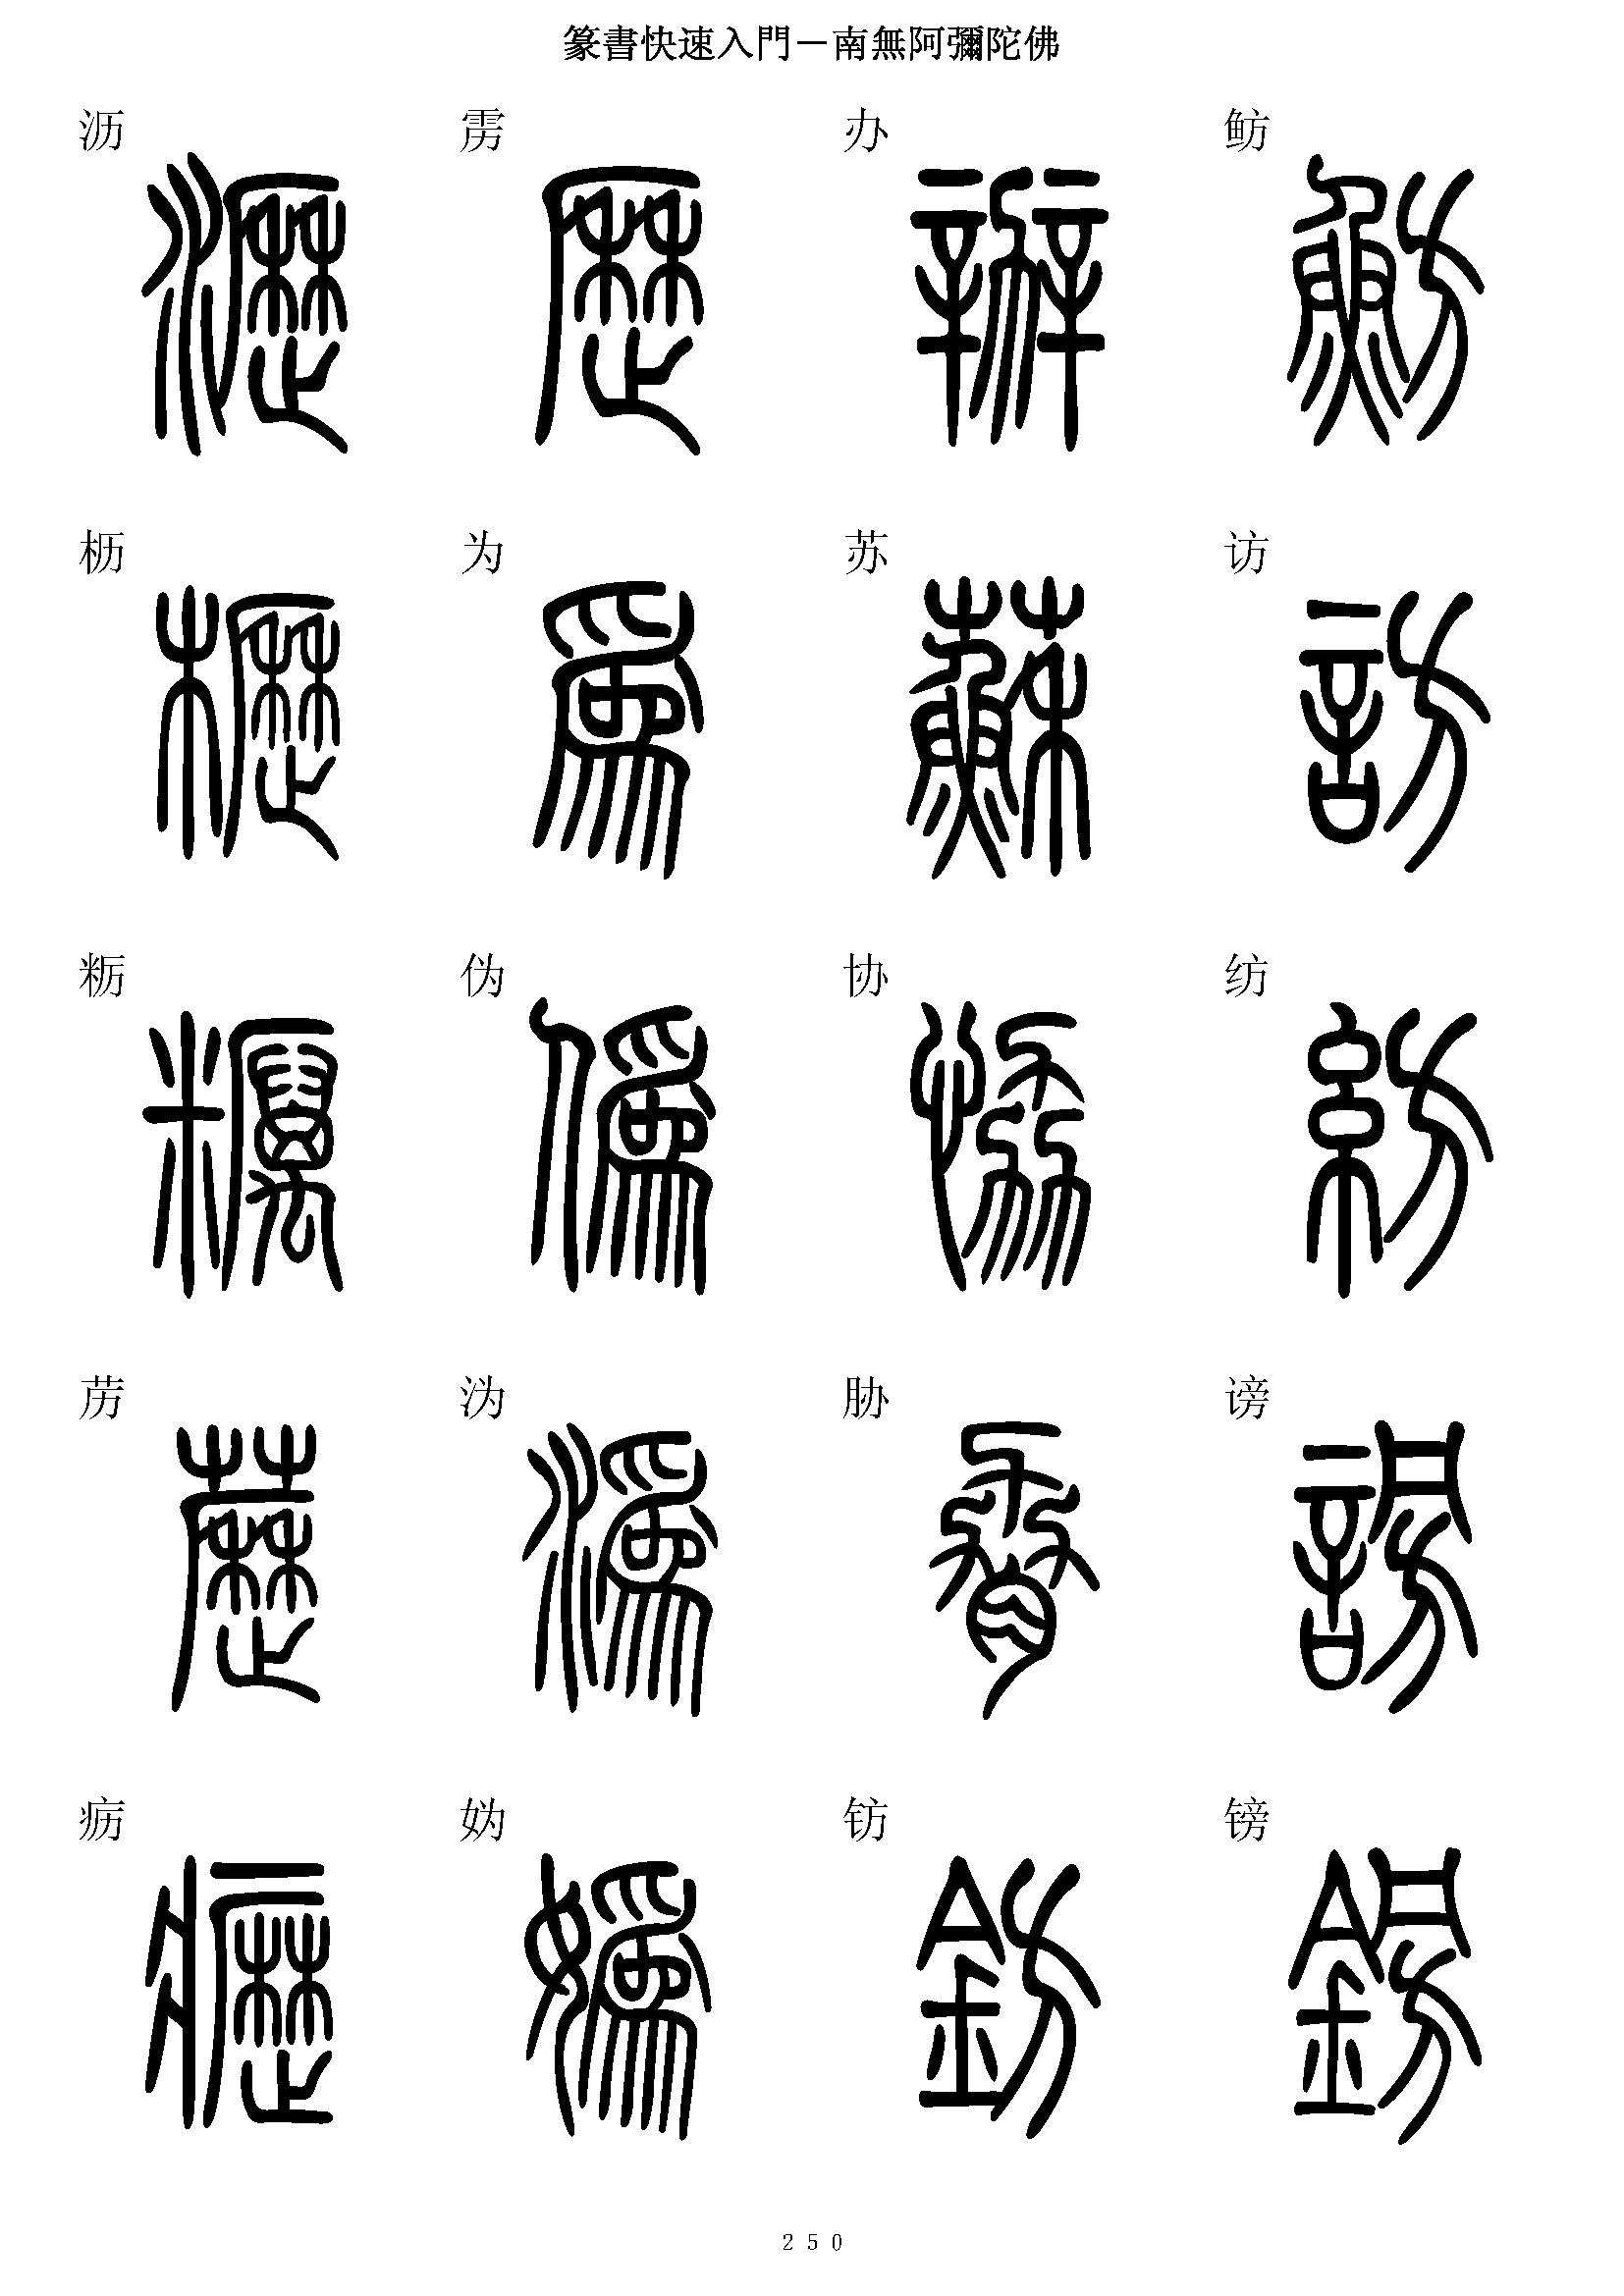 篆書快速入門－南無阿彌陀佛
沥 雳 办 鲂
枥 为 苏 访
粝 伪 协 纺
苈 沩 胁 谤
疬 妫 钫 镑
250